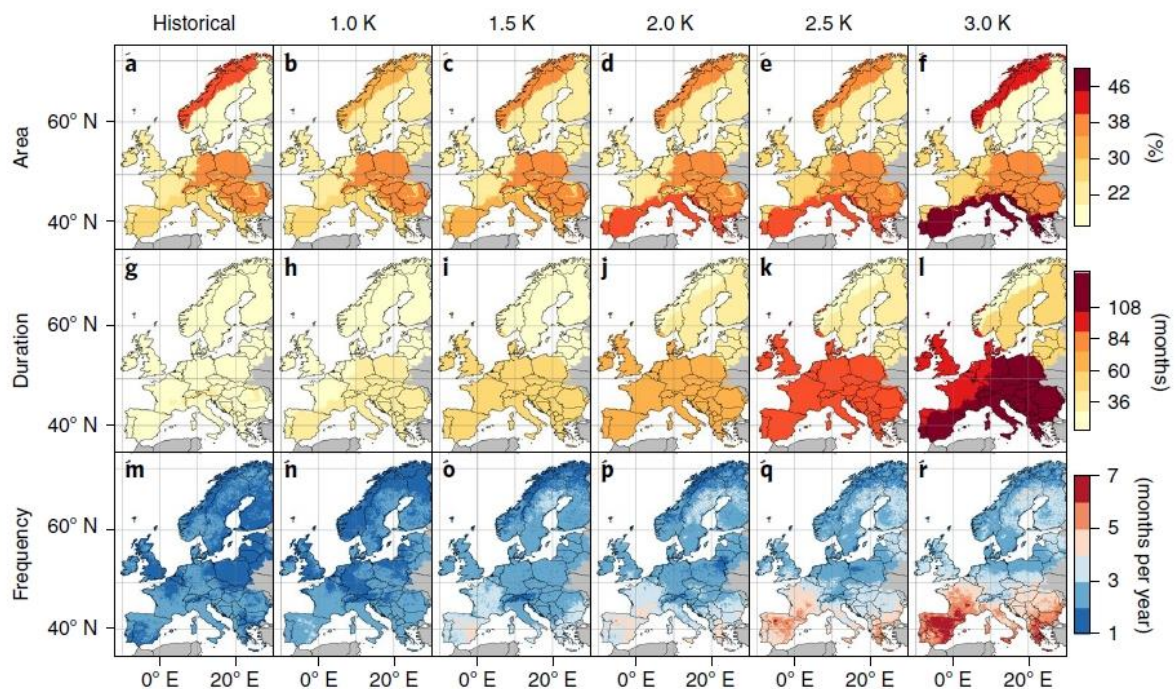 Historical 1.0 K 1.5 K 2.0 K 2.5 K 3.0 K
a b c d e f
Area
60° N
40° N
46
38
30
22
(%)
g h i j k l
Duration
60° N
40° N
108
84
60
36
(months)
m n o p q r
Frequency
60° N
40° N
7
5
3
1
(months per year)
0° E 20° E 0° E 20° E 0° E 20° E 0° E 20° E 0° E 20° E 0° E 20° E